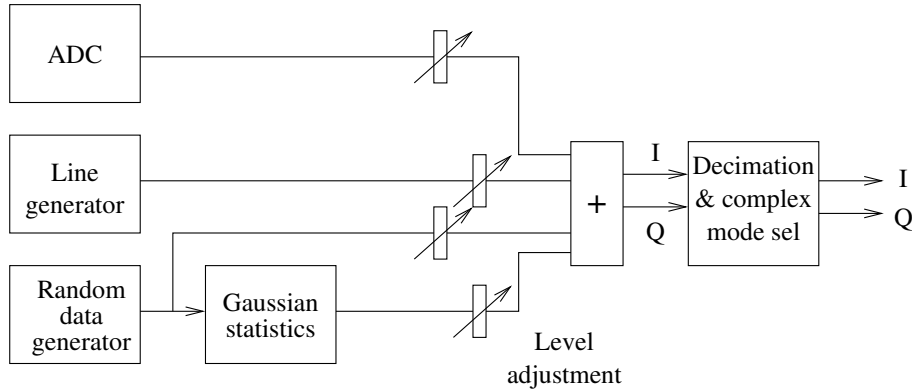 ADC
Line
generator
Random
data
generator
Gaussian
statistics
Level
adjustment
+
I
Q
Decimation
& complex
mode sel
I
Q